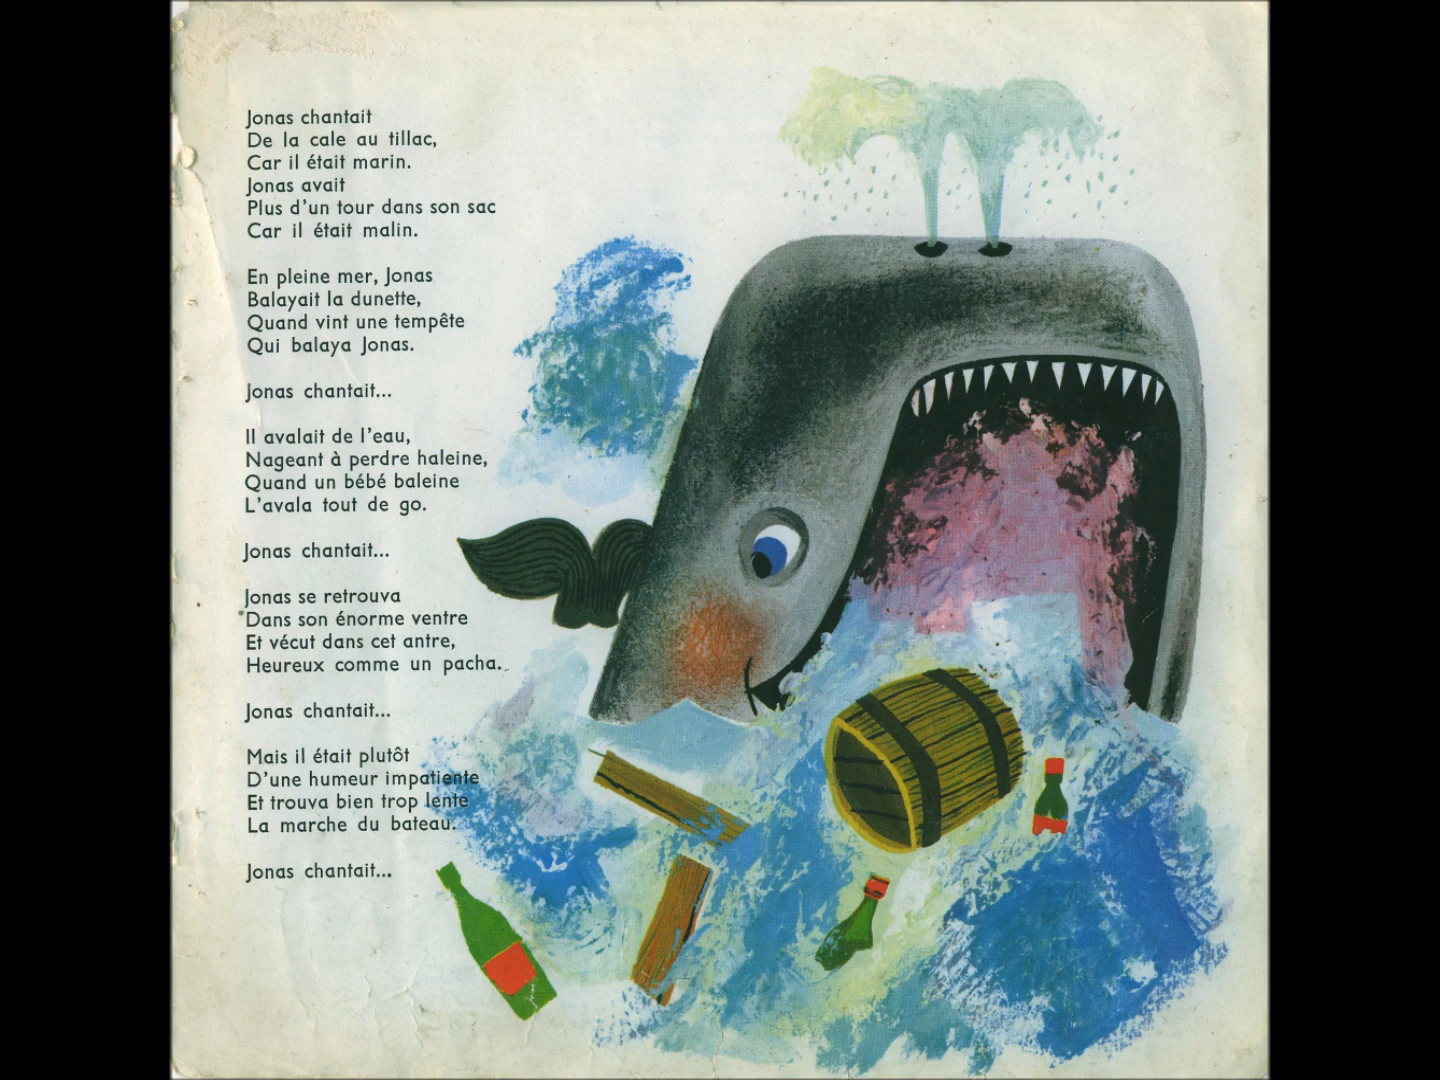 Jonas chantait
De la cale au tillac,
Car il était marin.
Jonas avait
Plus d'un tour dans son sac
Car il était malin.
En pleine mer, Jonas
Balayait la dunette,
Quand vint une tempête
Qui balaya Jonas.
Jonas chantait...
Il avalait de l'eau,
Nageant à perdre haleine,
Quand un bébé baleine
L'avala tout de go.
Jonas chantait...
Jonas se retrouva
Dans son énorme ventre
Et vécut dans cet antre,
Heureux comme un pacha.
Jonas chantait...
Mais il était plutôt
D'une humeur impatiente
Et trouva bien trop lente
La marche du bateau.
Jonas chantait...